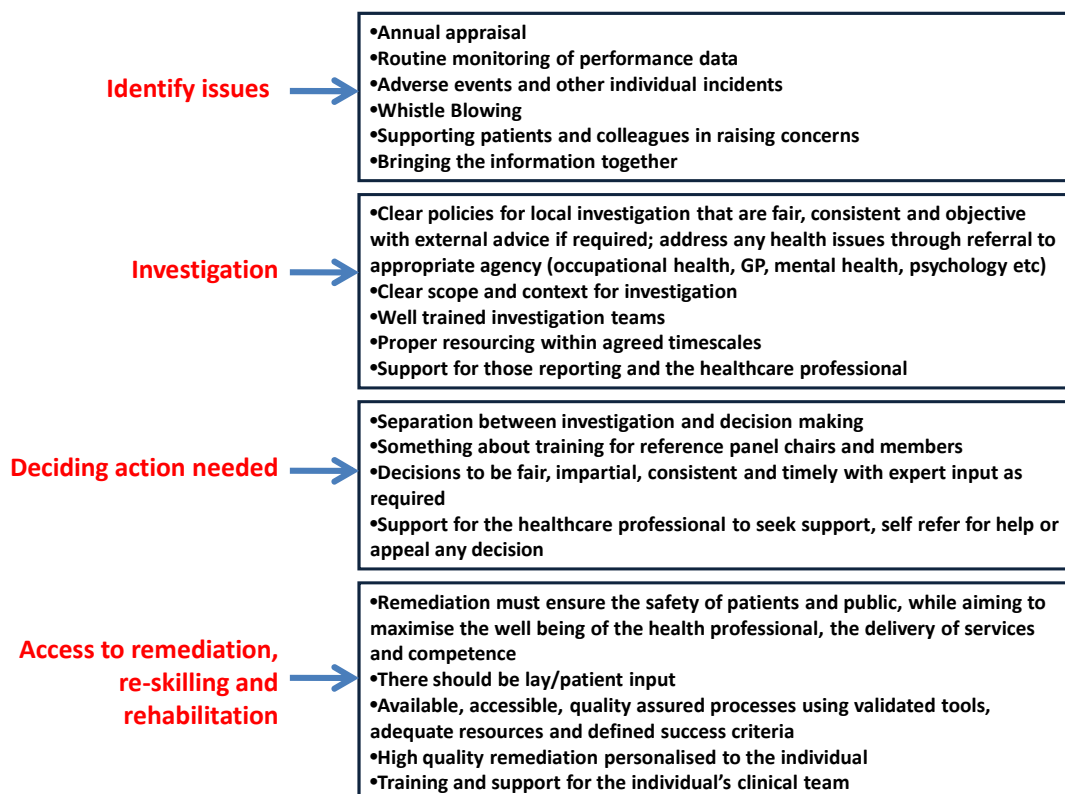 Identify issues
•Annual appraisal
•Routine monitoring of performance data
•Adverse events and other individual incidents
•Whistle Blowing
•Supporting patients and colleagues in raising concerns
•Bringing the information together
Investigation
•Clear policies for local investigation that are fair, consistent and objective
with external advice if required; address any health issues through referral to
appropriate agency (occupational health, GP, mental health, psychology etc)
•Clear scope and context for investigation
•Well trained investigation teams
•Proper resourcing within agreed timescales
•Support for those reporting and the healthcare professional
Deciding action needed
•Separation between investigation and decision making
•Something about training for reference panel chairs and members
•Decisions to be fair, impartial, consistent and timely with expert input as
required
•Support for the healthcare professional to seek support, self refer for help or
appeal any decision
Access to remediation,
re-skilling and
rehabilitation
•Remediation must ensure the safety of patients and public, while aiming to
maximise the well being of the health professional, the delivery of services
and competence
•There should be lay/patient input
•Available, accessible, quality assured processes using validated tools,
adequate resources and defined success criteria
•High quality remediation personalised to the individual
•Training and support for the individual's clinical team